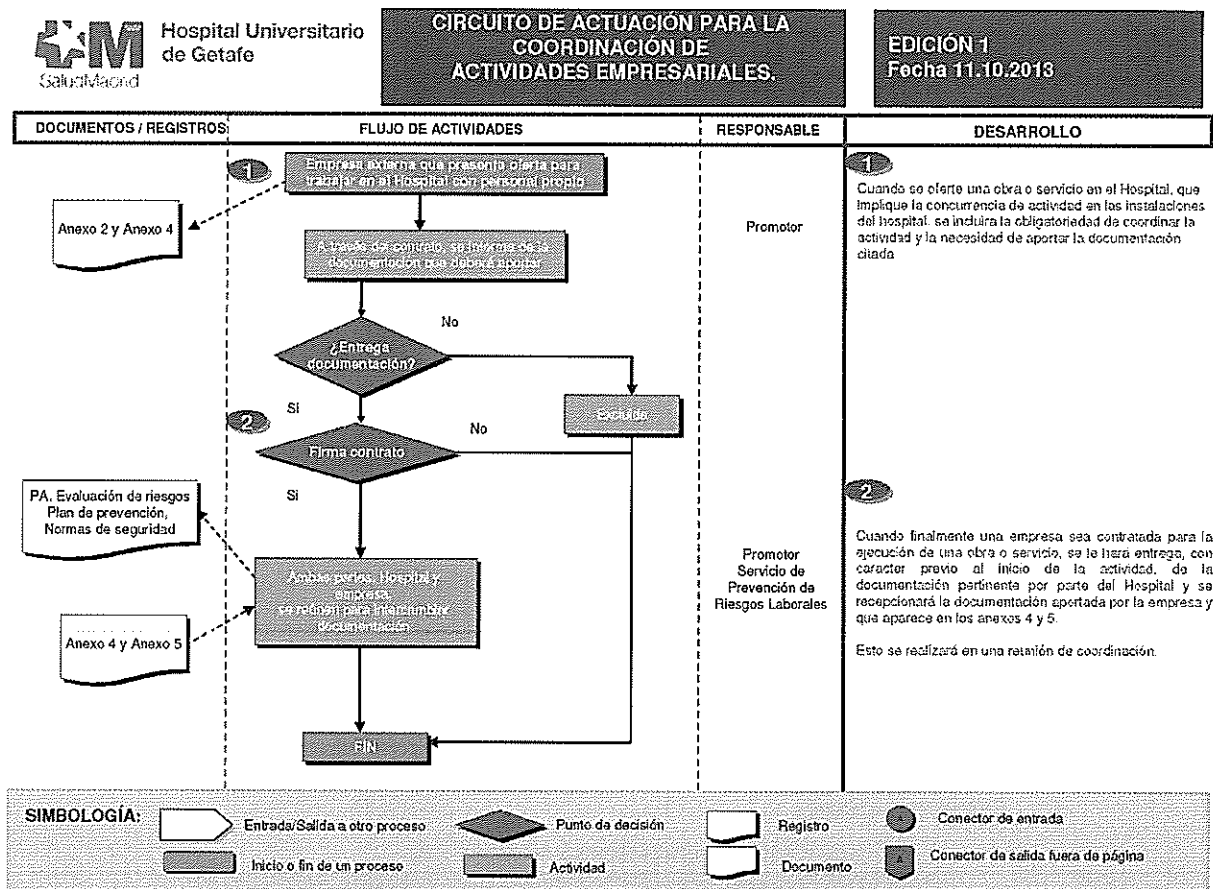 Hospital Universitario
de Getafe
SaludMadrid
CIRCUITO DE ACTUACIÓN PARA LA
COORDINACIÓN DE
ACTIVIDADES EMPRESARIALES.
EDICIÓN 1
Fecha 11.10.2013
DOCUMENTOS / REGISTROS
FLUJO DE ACTIVIDADES
RESPONSABLE
DESARROLLO
1
Empresa externa que presenta oferta para
trabajar en el Hospital con personal propio
Anexo 2 y Anexo 4
A través del contrato, se informa de la
documentación que deberá aportar
Promotor
1
Cuando se oferte una obra o servicio en el Hospital, que
implique la concurrencia de actividad en las instalaciones
del hospital, se incluira la obligatoriedad de coordinar la
actividad y la necesidad de aportar la documentación
citada
¿Entrega
documentación?
No
Si
Excluido
2
Firma contrato
No
Si
PA, Evaluación de riesgos
Plan de prevención,
Normas de seguridad
Ambas partes, Hospital y
empresa,
se reúnen para intercambiar
documentación
Anexo 4 y Anexo 5
Promotor
Servicio de
Prevención de
Riesgos Laborales
2
Cuando finalmente una empresa sea contratada para la
ejecución de una obra o servicio, se le hará entrega, con
caracter previo al inicio de la actividad, de la
documentación pertinente por parte del Hospital y se
recepcionará la documentación aportada por la empresa y
que aparece en los anexos 4 y 5.
Esto se realizará en una reunión de coordinación.
FIN
SIMBOLOGÍA:
Entrada/Salida a otro proceso
Punto de decisión
Registro
Conector de entrada
Inicio o fin de un proceso
Actividad
Documento
A
Conector de salida fuera de página